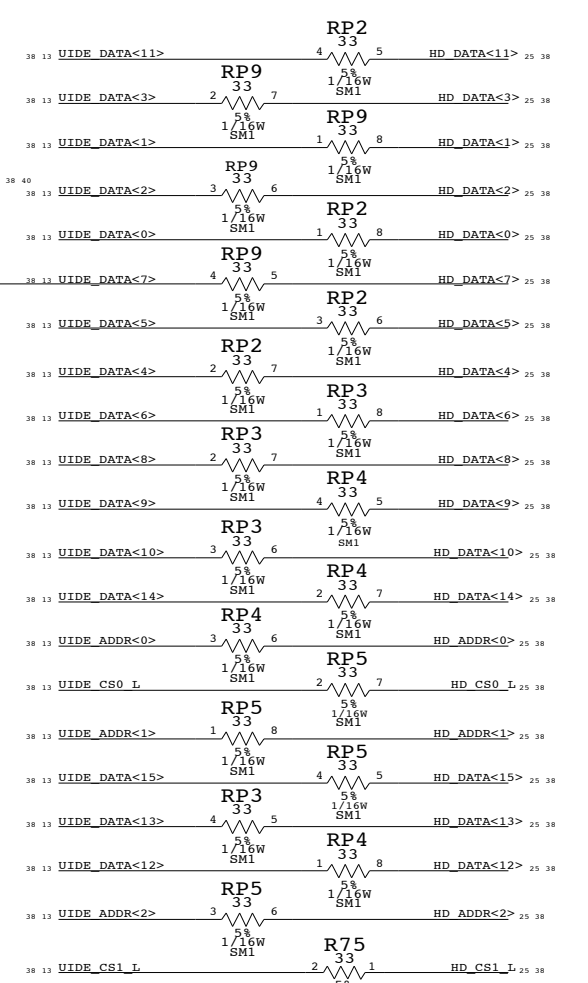 RP2
33
38 13 UIDE_DATA<11> 4 5 HD_DATA<11> 25 38
5%
1/16W
SM1
RP9
33
38 13 UIDE_DATA<3> 2 7 HD_DATA<3> 25 38
5%
1/16W
SM1
RP9
33
38 13 UIDE_DATA<1> 1 8 HD_DATA<1> 25 38
5%
1/16W
SM1
38 40
RP9
33
38 13 UIDE_DATA<2> 3 6 HD_DATA<2> 25 38
5%
1/16W
SM1
RP2
33
38 13 UIDE_DATA<0> 1 8 HD_DATA<0> 25 38
5%
1/16W
SM1
RP9
33
38 13 UIDE_DATA<7> 4 5 HD_DATA<7> 25 38
5%
1/16W
SM1
RP2
33
38 13 UIDE_DATA<5> 3 6 HD_DATA<5> 25 38
5%
1/16W
SM1
RP2
33
38 13 UIDE_DATA<4> 2 7 HD_DATA<4> 25 38
5%
1/16W
SM1
RP3
33
38 13 UIDE_DATA<6> 1 8 HD_DATA<6> 25 38
5%
1/16W
SM1
RP3
33
38 13 UIDE_DATA<8> 2 7 HD_DATA<8> 25 38
5%
1/16W
SM1
RP4
33
38 13 UIDE_DATA<9> 4 5 HD_DATA<9> 25 38
5%
1/16W
SM1
RP3
33
38 13 UIDE_DATA<10> 3 6 HD_DATA<10> 25 38
5%
1/16W
SM1
RP4
33
38 13 UIDE_DATA<14> 2 7 HD_DATA<14> 25 38
5%
1/16W
SM1
RP4
33
38 13 UIDE_ADDR<0> 3 6 HD_ADDR<0> 25 38
5%
1/16W
SM1
RP5
33
38 13 UIDE_CS0_L 2 7 HD_CS0_L 25 38
5%
1/16W
SM1
RP5
33
38 13 UIDE_ADDR<1> 1 8 HD_ADDR<1> 25 38
5%
1/16W
SM1
RP5
33
38 13 UIDE_DATA<15> 4 5 HD_DATA<15> 25 38
5%
1/16W
SM1
RP3
33
38 13 UIDE_DATA<13> 4 5 HD_DATA<13> 25 38
5%
1/16W
SM1
RP4
33
38 13 UIDE_DATA<12> 1 8 HD_DATA<12> 25 38
5%
1/16W
SM1
RP5
33
38 13 UIDE_ADDR<2> 3 6 HD_ADDR<2> 25 38
5%
1/16W
SM1
R75
33
38 13 UIDE_CS1_L 2 1 HD_CS1_L 25 38